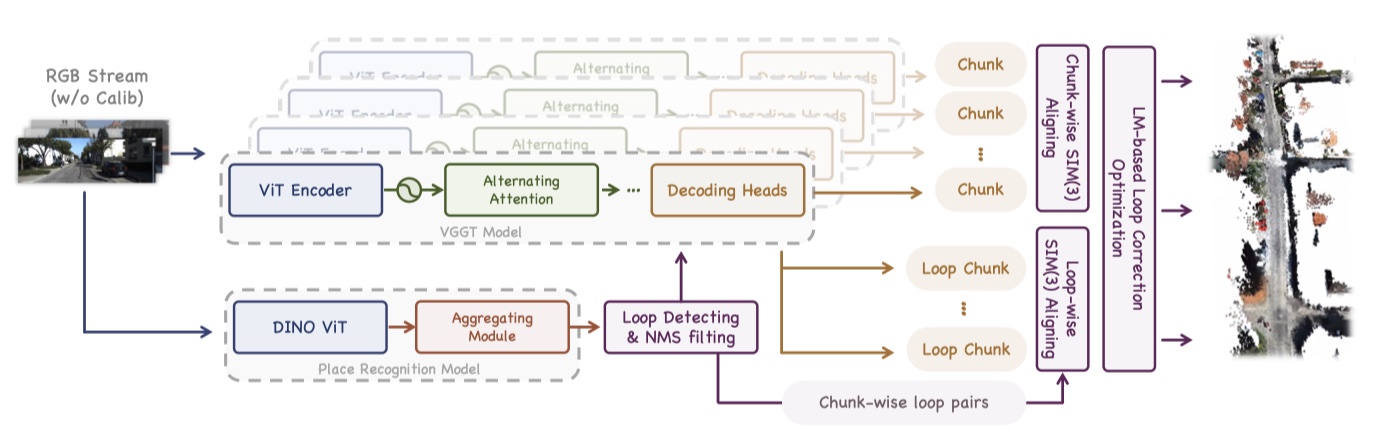 RGB Stream
(w/o Calib)
ViT Encoder
Alternating
Decoding Heads
ViT Encoder
Alternating
Decoding Heads
ViT Encoder
Alternating
Decoding Heads
ViT Encoder
Alternating
Attention
...
Decoding Heads
VGGT Model
DINO ViT
Aggregating
Module
Place Recognition Model
Loop Detecting
& NMS filting
Chunk
Chunk
Chunk
Loop Chunk
Loop Chunk
Chunk-wise loop pairs
Chunk-wise SIM(3)
Aligning
Loop-wise
SIM(3) Aligning
LM-based Loop Correction
Optimization